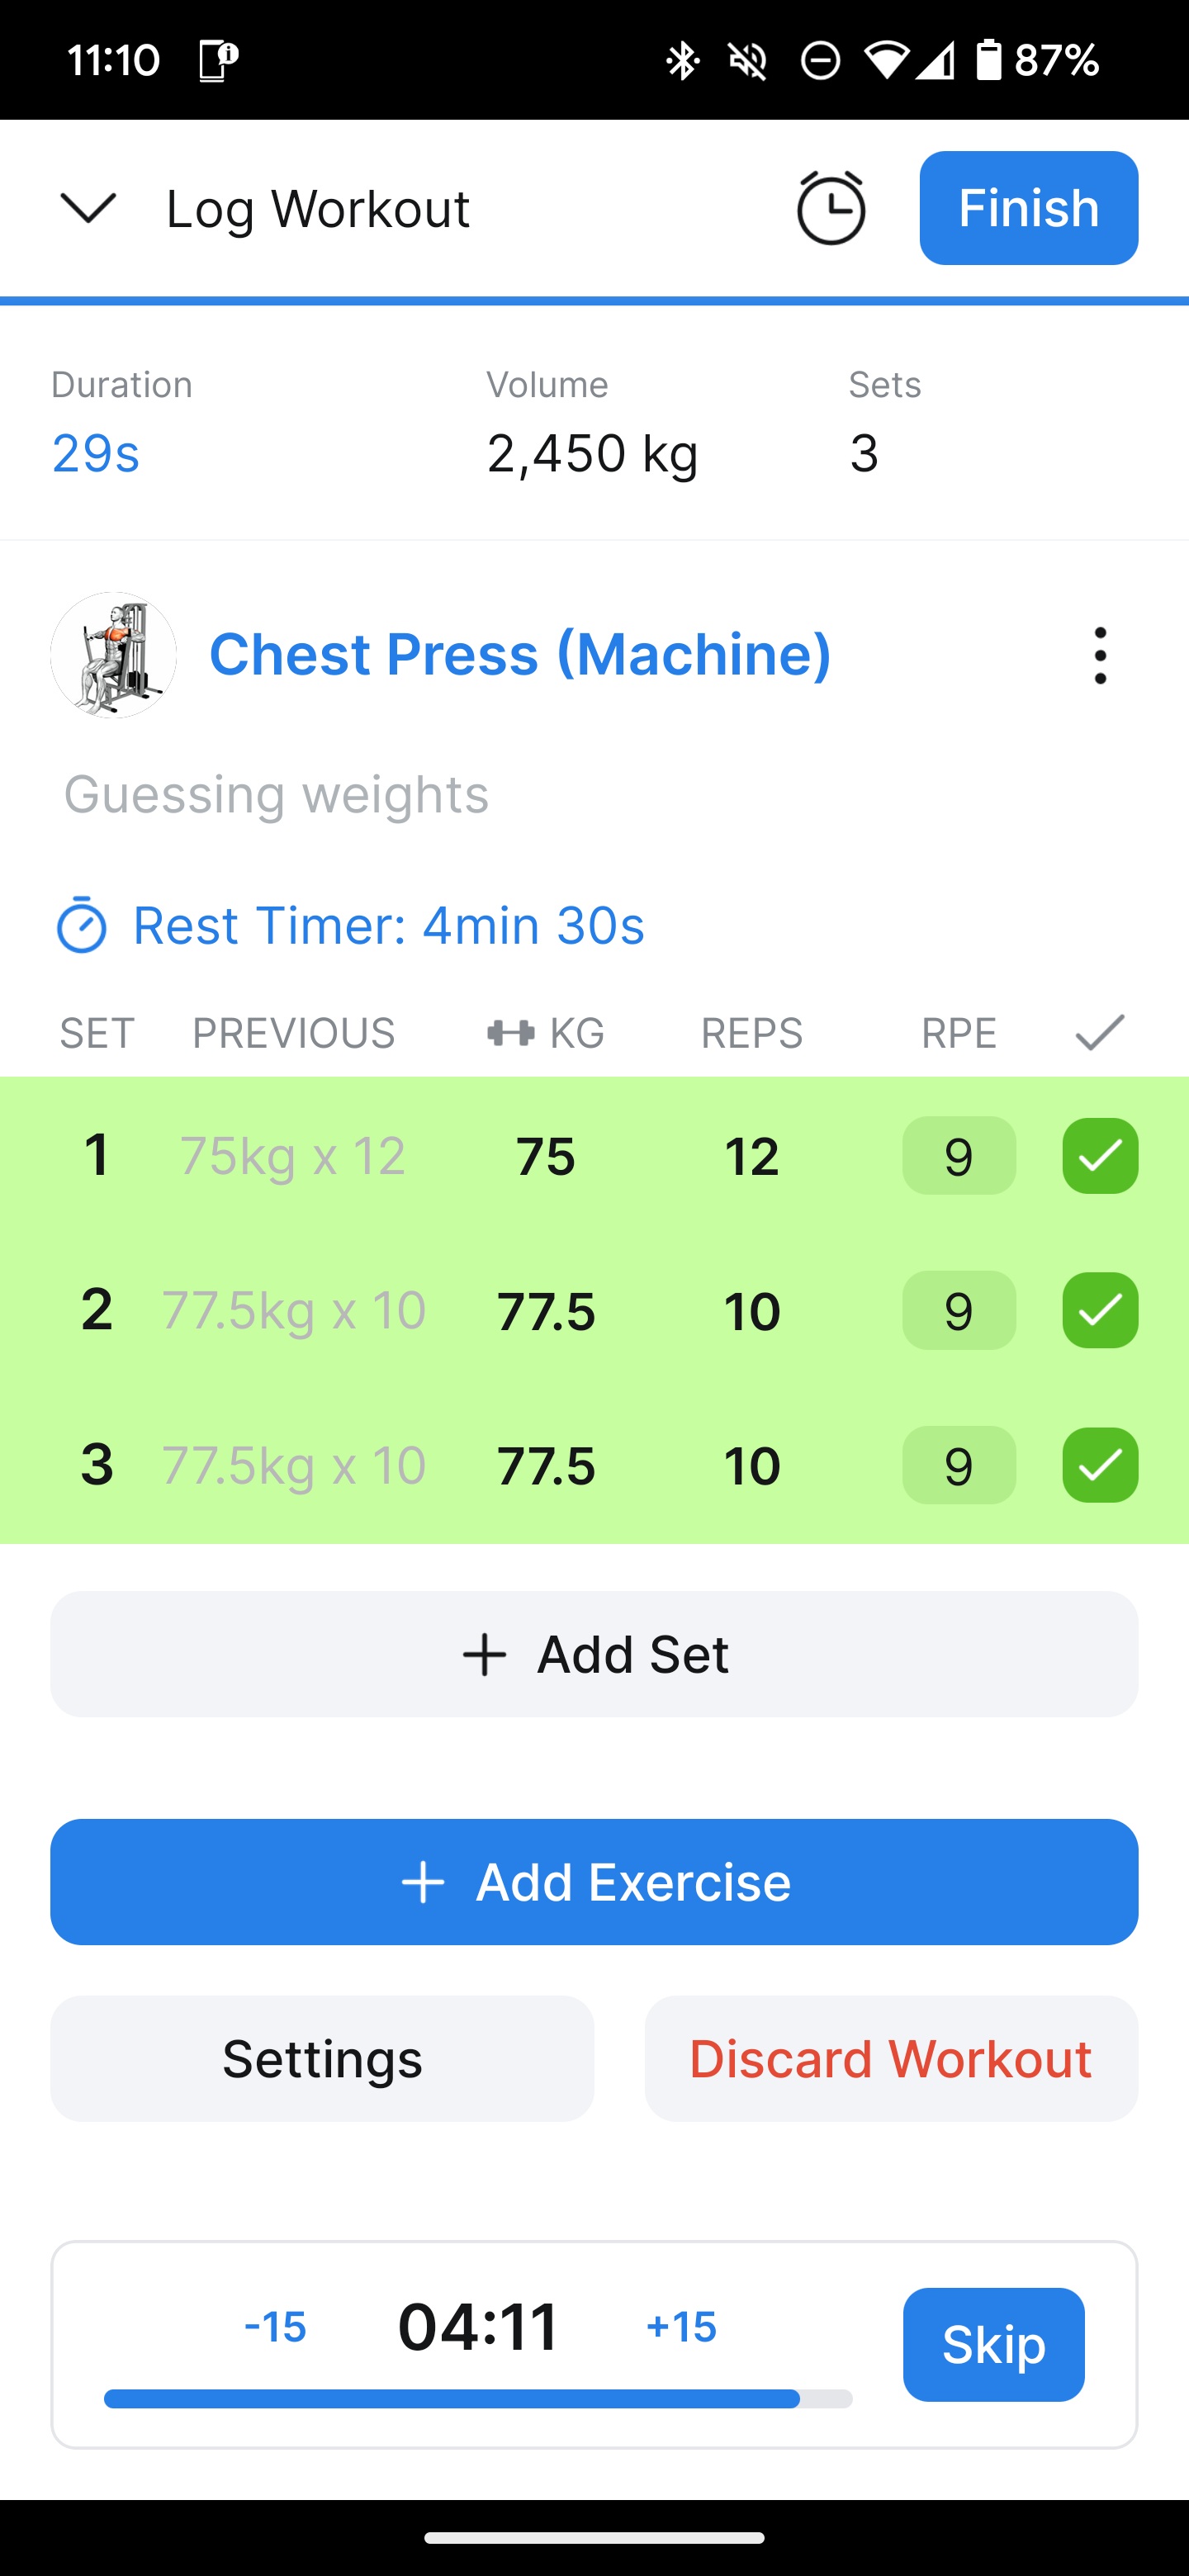 11:10 87%
Log Workout Finish
Duration Volume Sets
29s 2,450 kg 3
Chest Press (Machine)
Guessing weights
Rest Timer: 4min 30s
SET PREVIOUS KG REPS RPE
1 75kg x 12 75 12 9
2 77.5kg x 10 77.5 10 9
3 77.5kg x 10 77.5 10 9
+ Add Set
+ Add Exercise
Settings Discard Workout
-15 04:11 +15 Skip